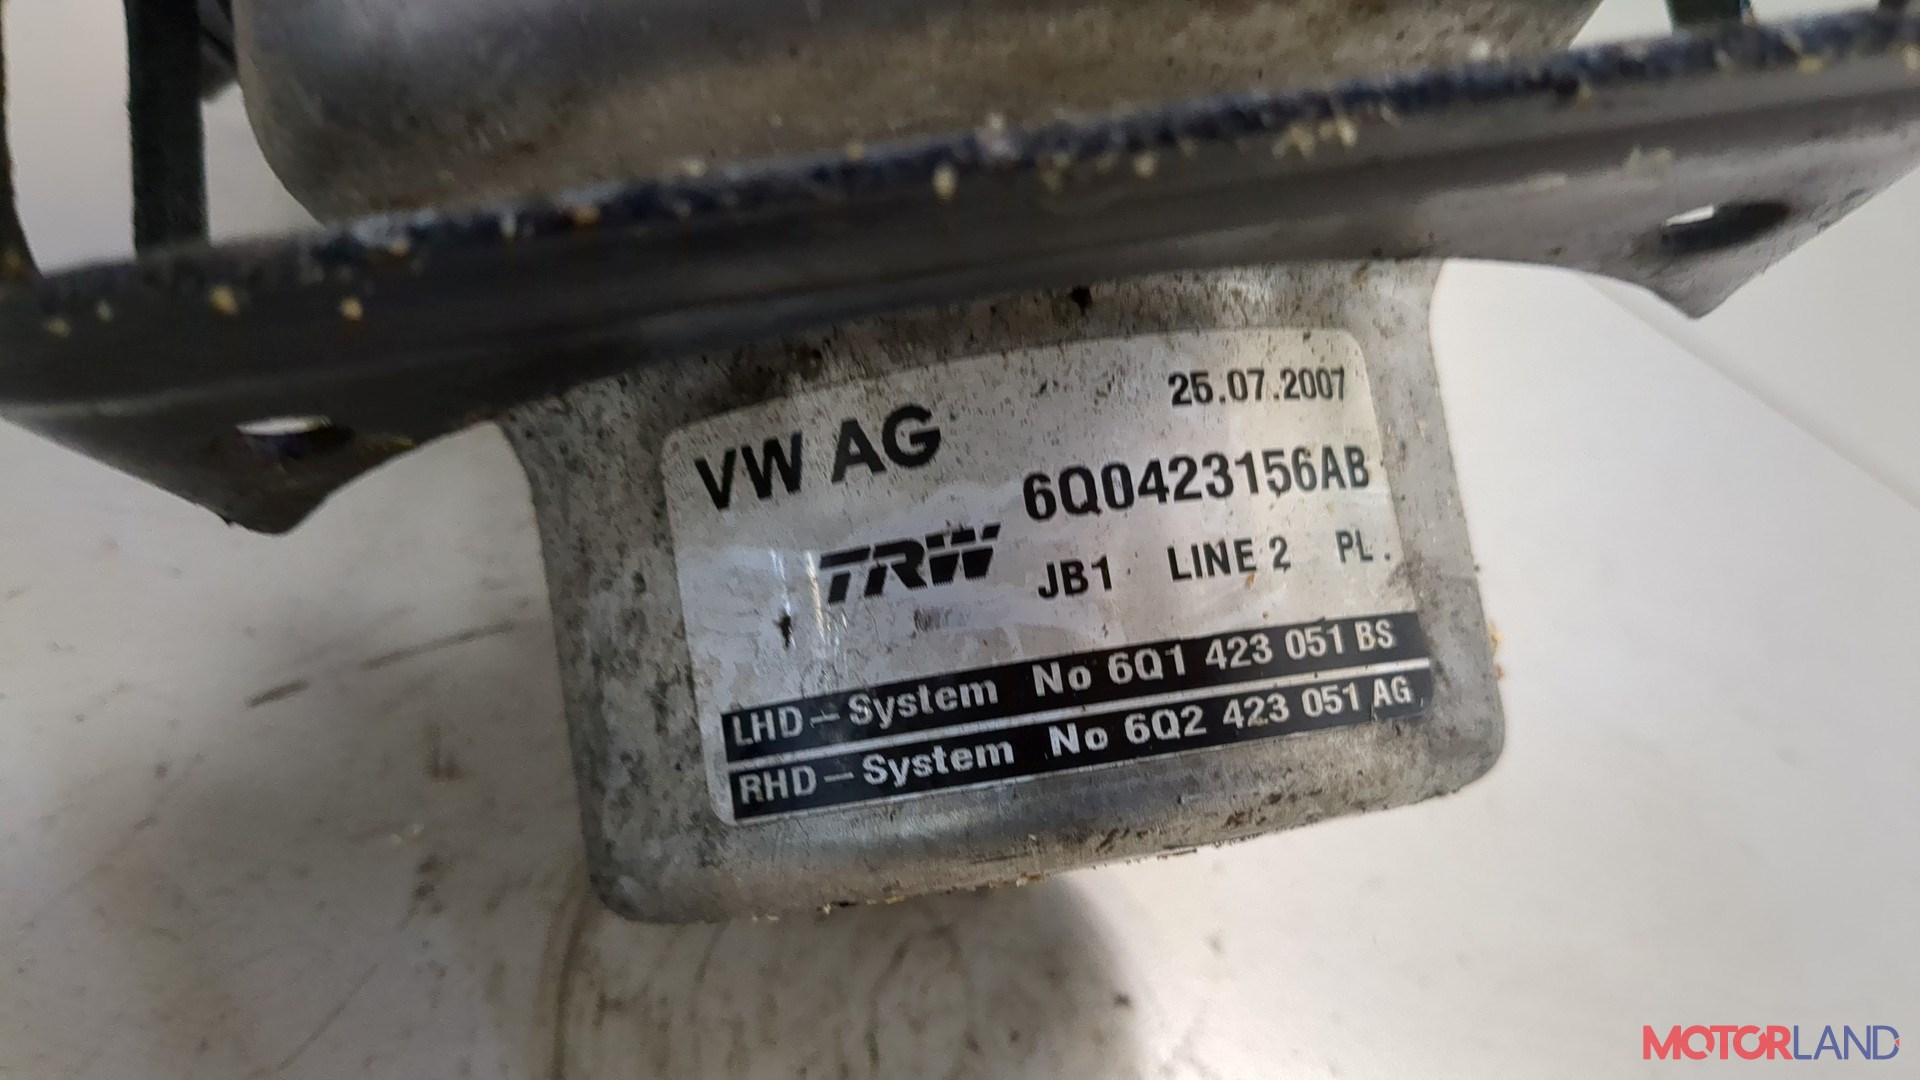 25.07.2007
VW AG
6Q0423156AB
TRW JB1 LINE 2 PL.
LHD-System No 6Q1 423 051 BS
RHD-System No 6Q2 423 051 AG
MOTORLAND